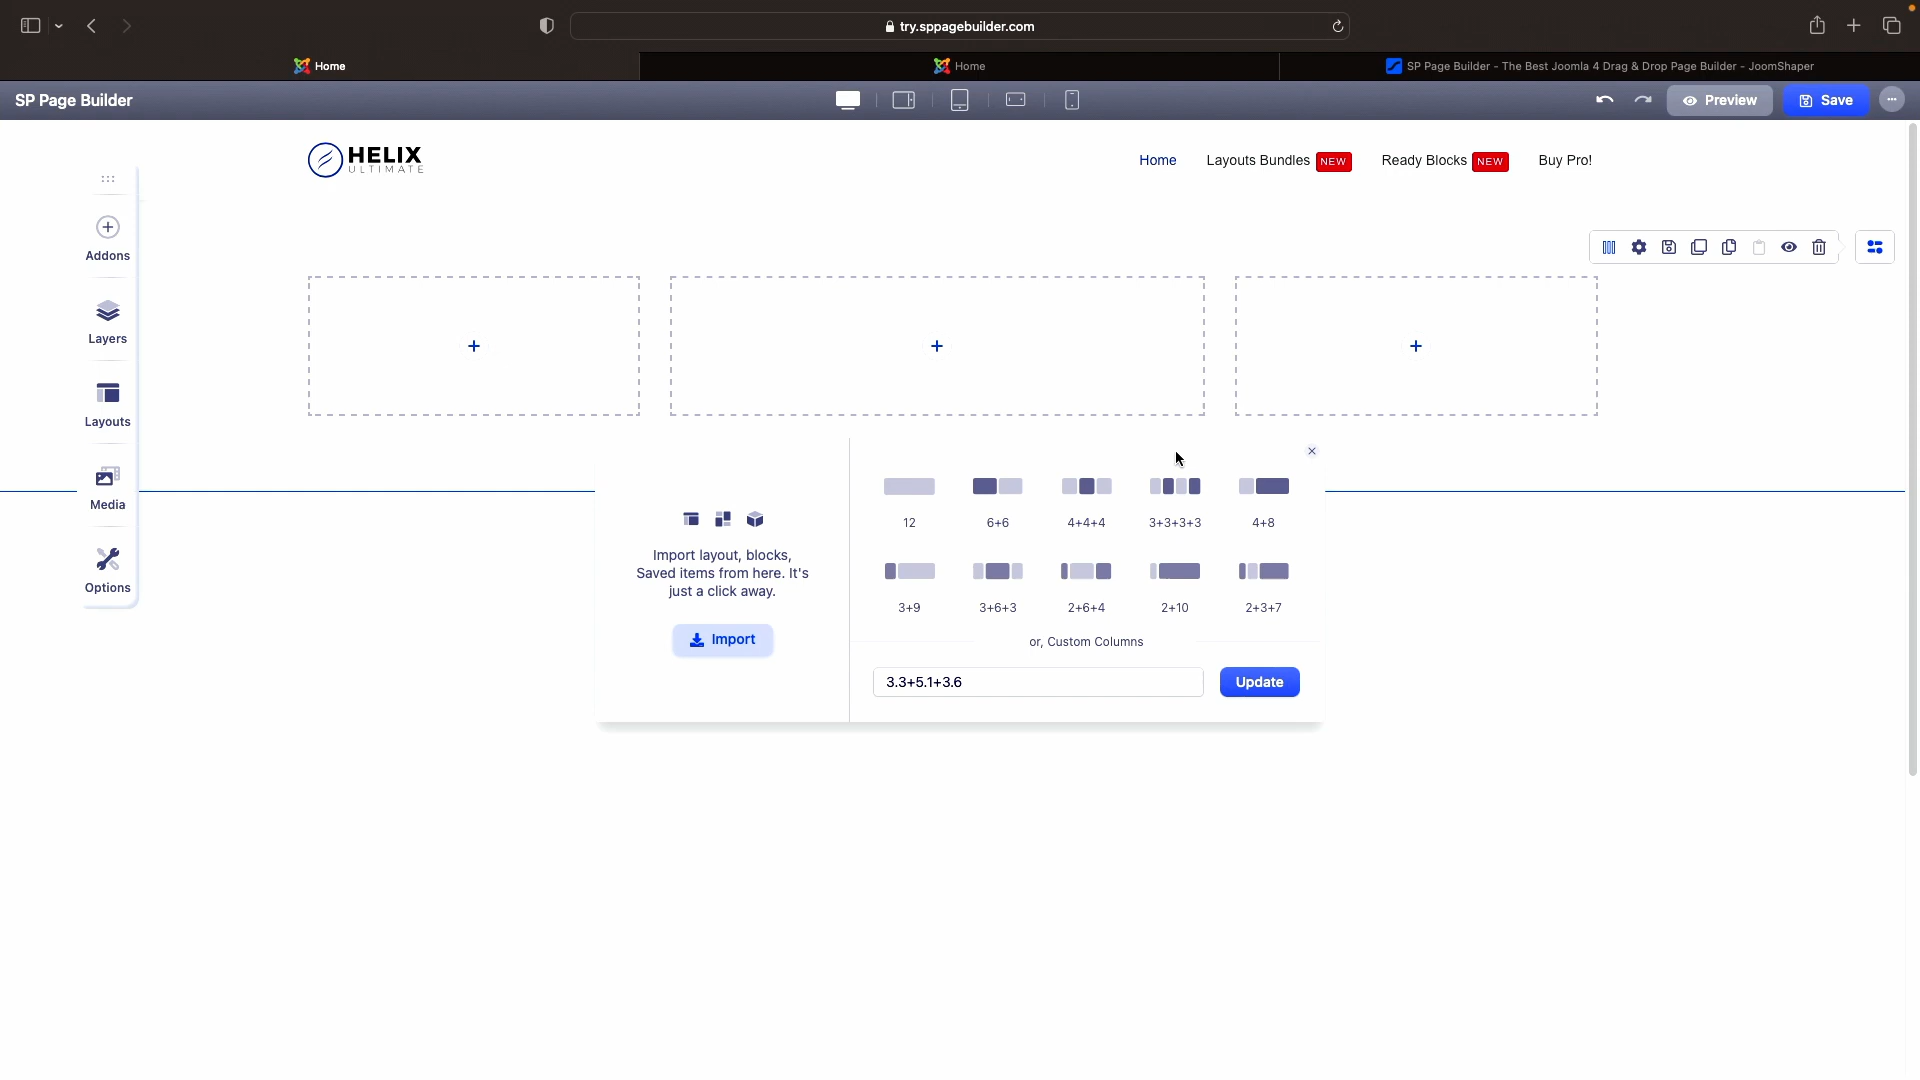 try.sppagebuilder.com
Home
Home
SP Page Builder - The Best Joomla 4 Drag & Drop Page Builder - JoomShaper
SP Page Builder
Preview
Save
HELIX
ULTIMATE
Home
Layouts Bundles NEW
Ready Blocks NEW
Buy Pro!
Addons
Layers
Layouts
Media
Options
Import layout, blocks,
Saved items from here. It's
just a click away.
Import
12
6+6
4+4+4
3+3+3+3
4+8
3+9
3+6+3
2+6+4
2+10
2+3+7
or, Custom Columns
3.3+5.1+3.6
Update